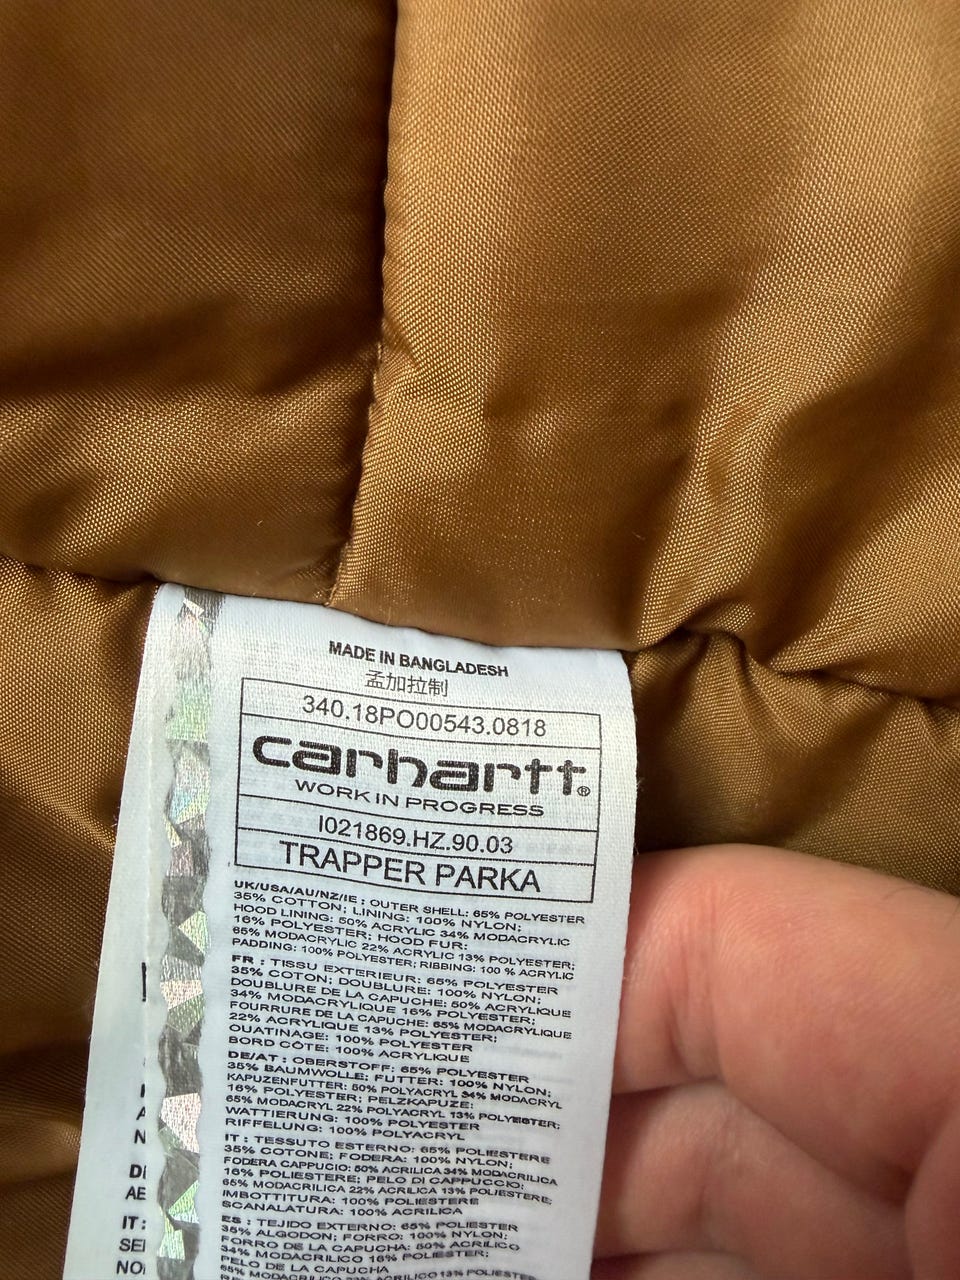 MADE IN BANGLADESH
孟加拉制
340.18PO00543.0818
carhartt®
WORK IN PROGRESS
I021869.HZ.90.03
TRAPPER PARKA
UK/USA/AU/NZ/IE : OUTER SHELL: 65% POLYESTER
35% COTTON; LINING: 100% NYLON;
HOOD LINING: 50% ACRYLIC 34% MODACRYLIC
16% POLYESTER; HOOD FUR:
65% MODACRYLIC 22% ACRYLIC 13% POLYESTER;
PADDING: 100% POLYESTER; RIBBING: 100 % ACRYLIC
FR : TISSU EXTERIEUR: 65% POLYESTER
35% COTON; DOUBLURE: 100% NYLON;
DOUBLURE DE LA CAPUCHE: 50% ACRYLIQUE
34% MODACRYLIQUE 16% POLYESTER;
FOURRURE DE LA CAPUCHE: 65% MODACRYLIQUE
22% ACRYLIQUE 13% POLYESTER;
OUATINAGE: 100% POLYESTER
BORD CÔTE: 100% ACRYLIQUE
DE/AT : OBERSTOFF: 65% POLYESTER
35% BAUMWOLLE; FUTTER: 100% NYLON;
KAPUZENFUTTER: 50% POLYACRYL 34% MODACRYL
16% POLYESTER; PELZKAPUZE:
65% MODACRYL 22% POLYACRYL 13% POLYESTER;
WATTIERUNG: 100% POLYESTER
RIFFELUNG: 100% POLYACRYL
IT : TESSUTO ESTERNO: 65% POLIESTERE
35% COTONE; FODERA: 100% NYLON;
FODERA CAPPUCIO: 50% ACRILICA 34% MODACRILICA
16% POLIESTERE; PELO DI CAPPUCCIO:
65% MODACRILICA 22% ACRILICA 13% POLIESTERE;
IMBOTTITURA: 100% POLIESTERE
SCANALATURA: 100% ACRILICA
ES : TEJIDO EXTERNO: 65% POLIESTER
35% ALGODON; FORRO: 100% NYLON;
FORRO DE LA CAPUCHA: 50% ACRILICO
34% MODACRILICO 16% POLIESTER;
PELO DE LA CAPUCHA
65% MODACRILICO 22% ACRILICO 13% POLIESTER;
IT: